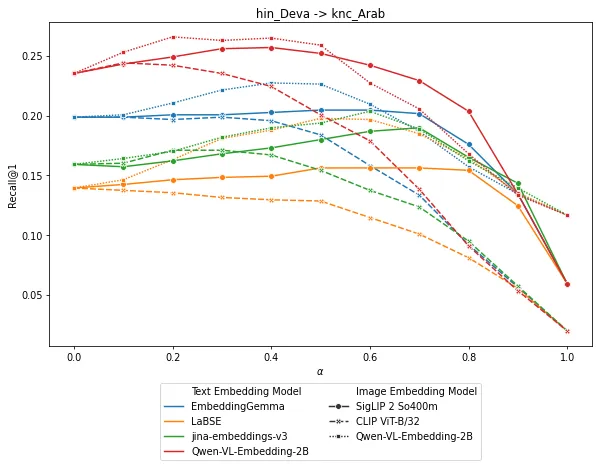 hin_Deva -> knc_Arab
Recall@1
0.25
0.20
0.15
0.10
0.05
0.0 0.2 0.4 0.6 0.8 1.0
α
Text Embedding Model Image Embedding Model
EmbeddingGemma SigLIP 2 So400m
LaBSE CLIP ViT-B/32
jina-embeddings-v3 Qwen-VL-Embedding-2B
Qwen-VL-Embedding-2B